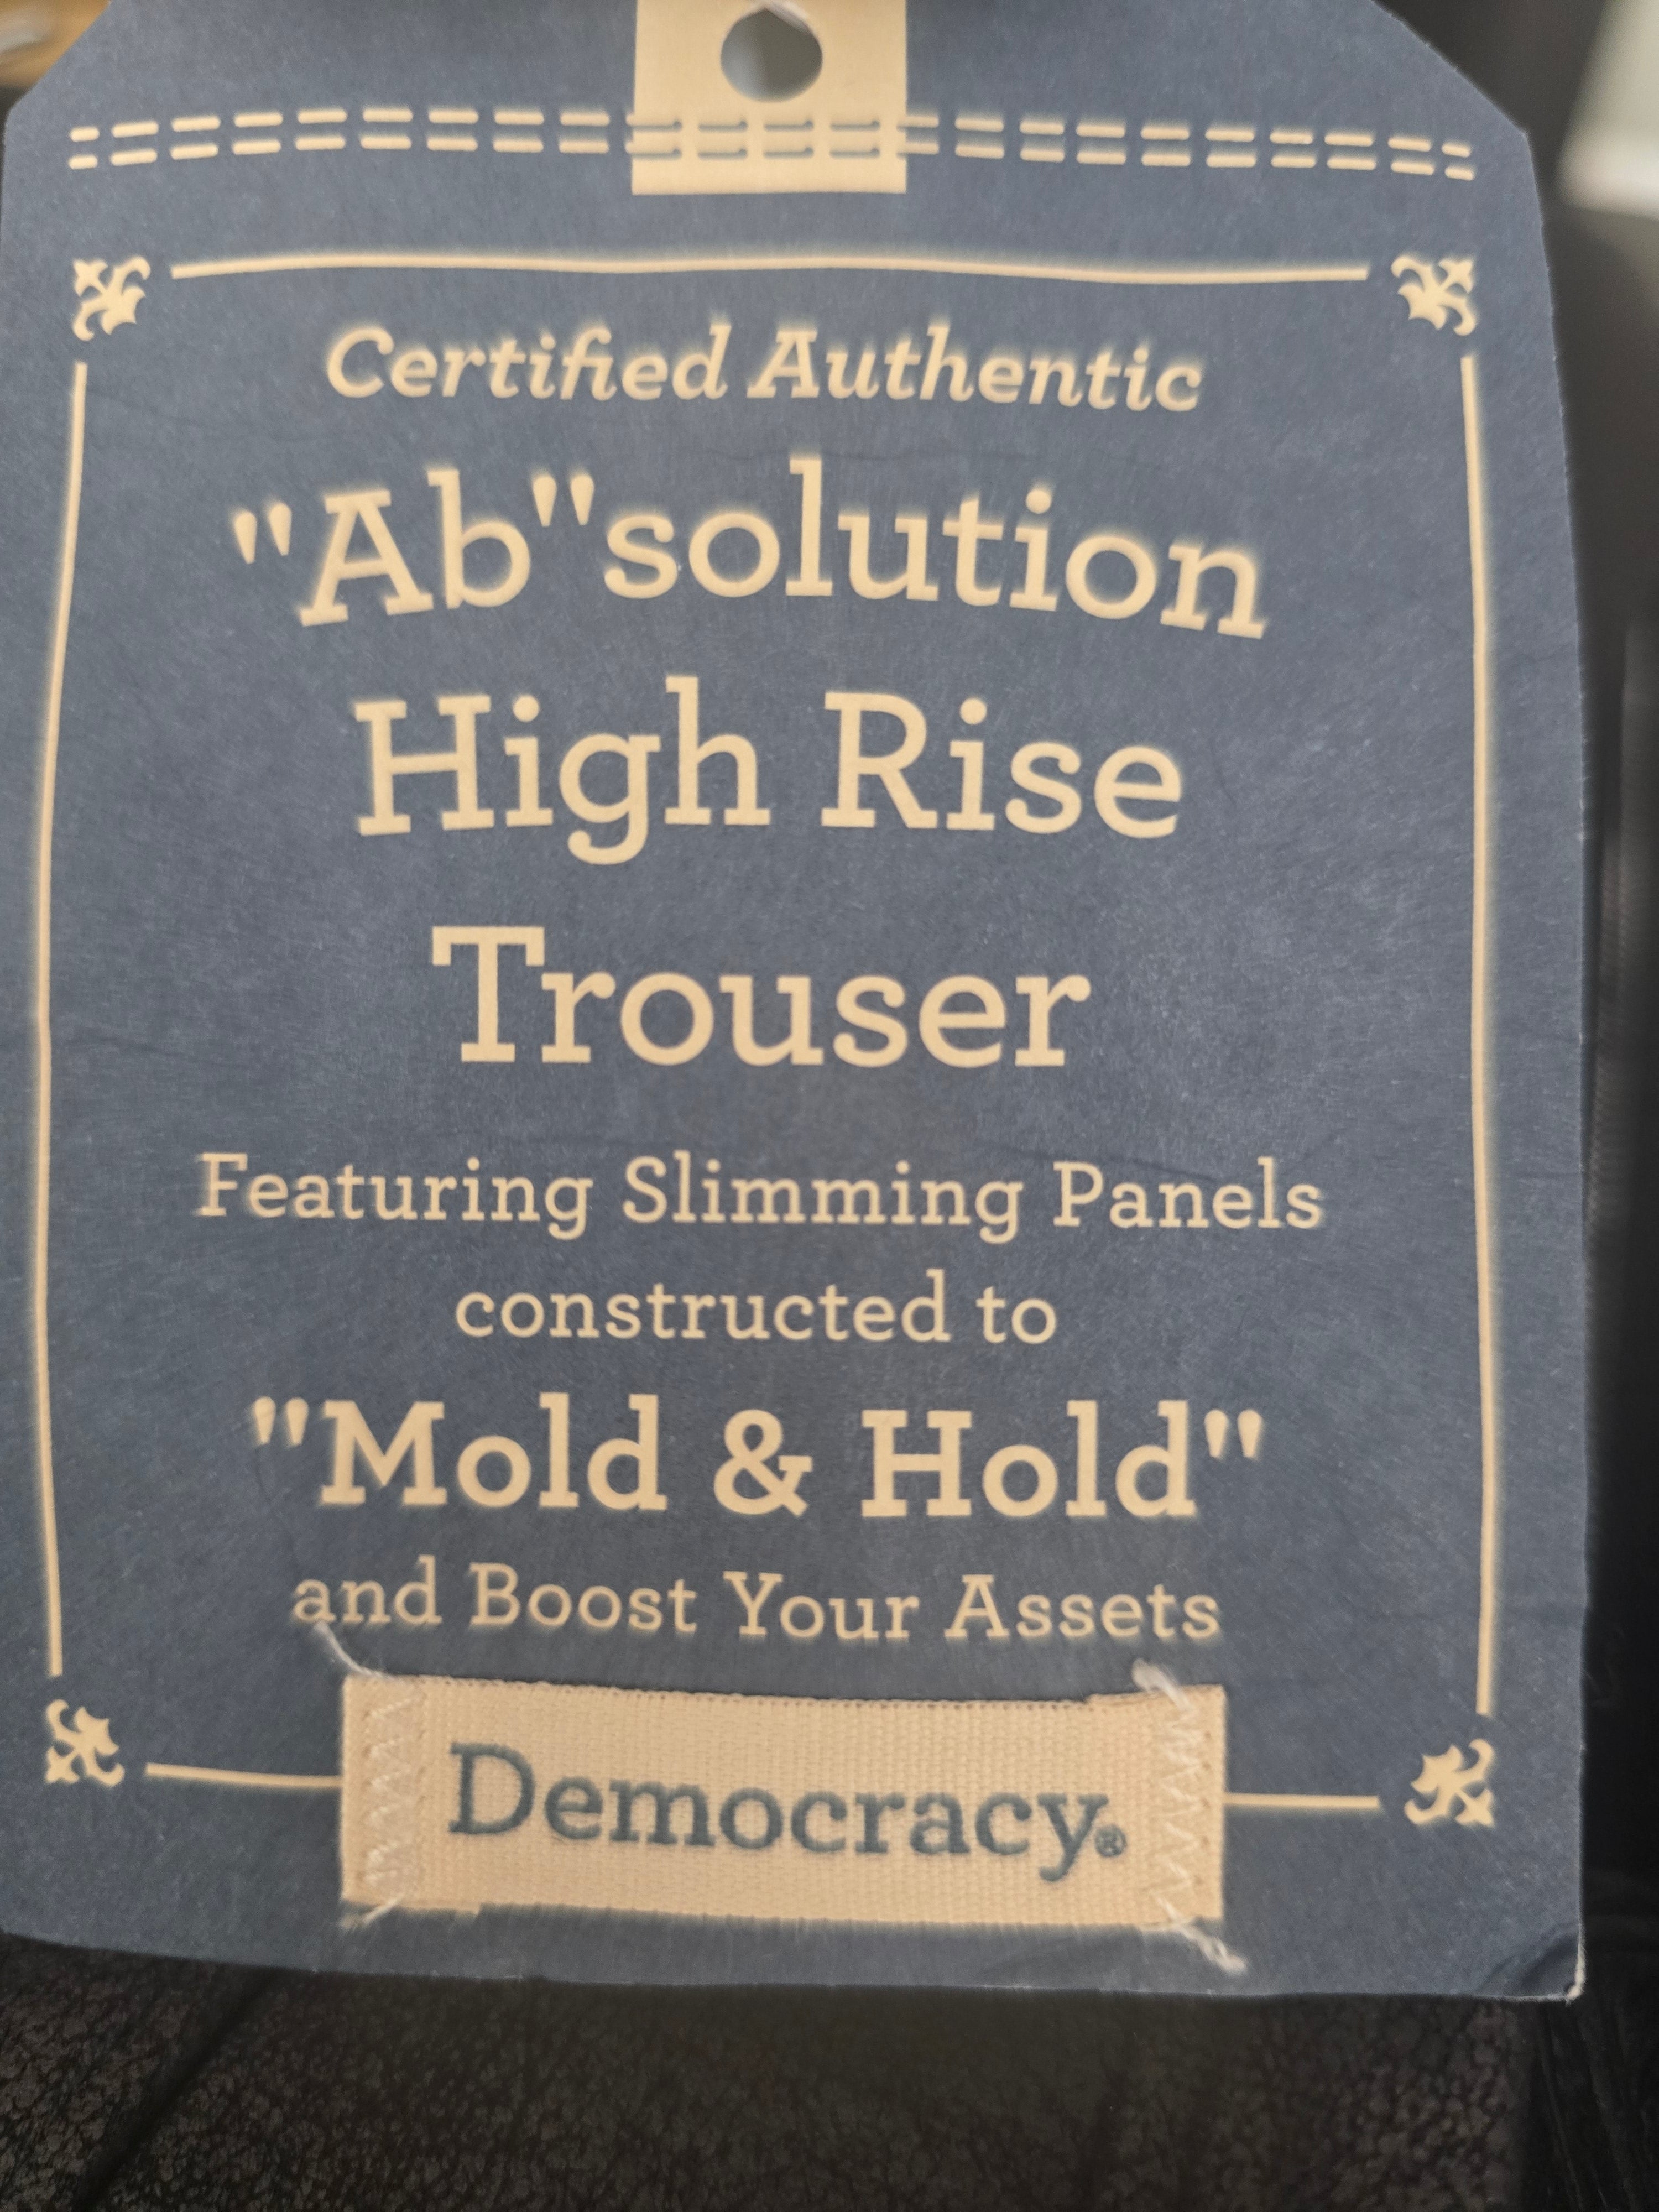 Certified Authentic
"Ab"solution
High Rise
Trouser
Featuring Slimming Panels
constructed to
"Mold & Hold"
and Boost Your Assets
Democracy®